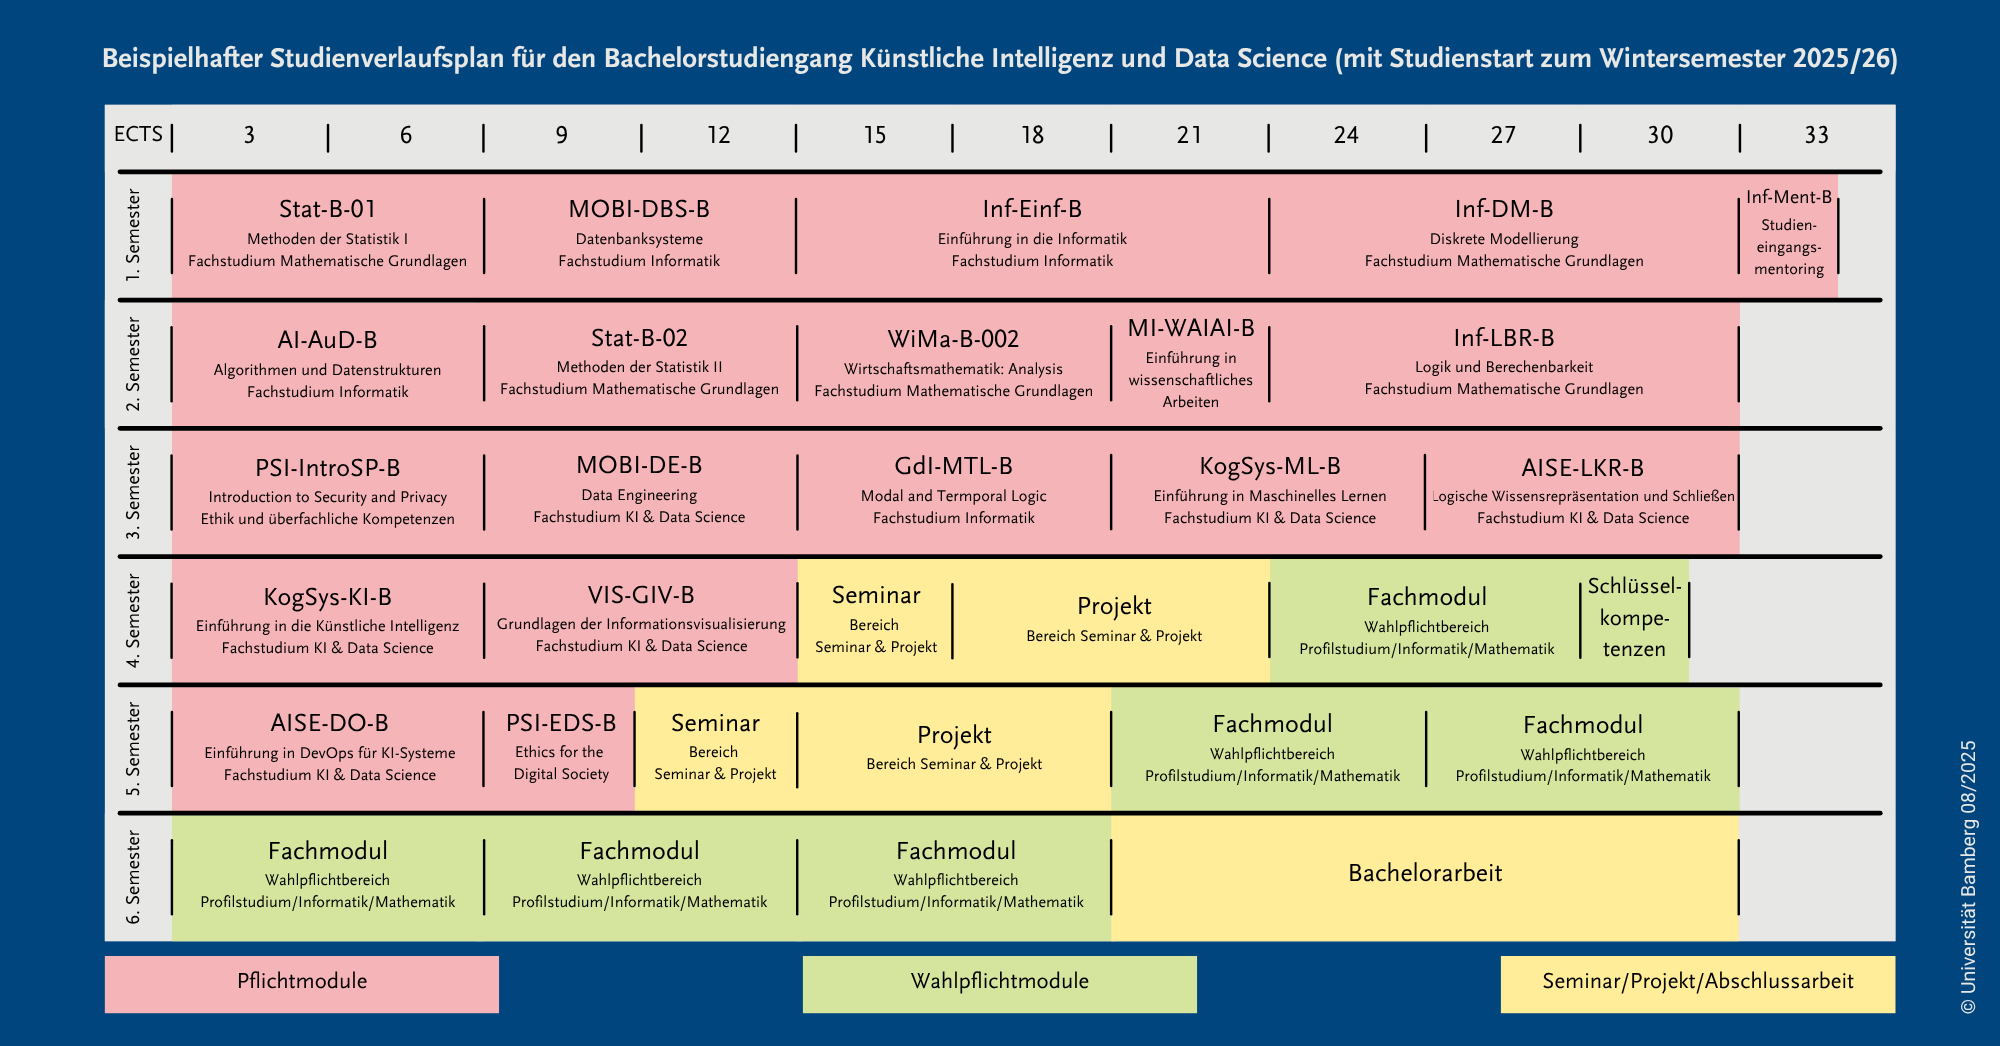 Beispielhafter Studienverlaufsplan für den Bachelorstudiengang Künstliche Intelligenz und Data Science (mit Studienstart zum Wintersemester 2025/26)
ECTS 3 6 9 12 15 18 21 24 27 30 33
1. Semester
Stat-B-01
Methoden der Statistik I
Fachstudium Mathematische Grundlagen
MOBI-DBS-B
Datenbanksysteme
Fachstudium Informatik
Inf-Einf-B
Einführung in die Informatik
Fachstudium Informatik
Inf-DM-B
Diskrete Modellierung
Fachstudium Mathematische Grundlagen
Inf-Ment-B
Studien-
eingangs-
mentoring
2. Semester
AI-AuD-B
Algorithmen und Datenstrukturen
Fachstudium Informatik
Stat-B-02
Methoden der Statistik II
Fachstudium Mathematische Grundlagen
WiMa-B-002
Wirtschaftsmathematik: Analysis
Fachstudium Mathematische Grundlagen
MI-WAIAI-B
Einführung in
wissenschaftliches
Arbeiten
Inf-LBR-B
Logik und Berechenbarkeit
Fachstudium Mathematische Grundlagen
3. Semester
PSI-IntroSP-B
Introduction to Security and Privacy
Ethik und überfachliche Kompetenzen
MOBI-DE-B
Data Engineering
Fachstudium KI & Data Science
GdI-MTL-B
Modal and Termporal Logic
Fachstudium Informatik
KogSys-ML-B
Einführung in Maschinelles Lernen
Fachstudium KI & Data Science
AISE-LKR-B
Logische Wissensrepräsentation und Schließen
Fachstudium KI & Data Science
4. Semester
KogSys-KI-B
Einführung in die Künstliche Intelligenz
Fachstudium KI & Data Science
VIS-GIV-B
Grundlagen der Informationsvisualisierung
Fachstudium KI & Data Science
Seminar
Bereich
Seminar & Projekt
Projekt
Bereich Seminar & Projekt
Fachmodul
Wahlpflichtbereich
Profilstudium/Informatik/Mathematik
Schlüssel-
kompe-
tenzen
5. Semester
AISE-DO-B
Einführung in DevOps für KI-Systeme
Fachstudium KI & Data Science
PSI-EDS-B
Ethics for the
Digital Society
Seminar
Bereich
Seminar & Projekt
Projekt
Bereich Seminar & Projekt
Fachmodul
Wahlpflichtbereich
Profilstudium/Informatik/Mathematik
Fachmodul
Wahlpflichtbereich
Profilstudium/Informatik/Mathematik
6. Semester
Fachmodul
Wahlpflichtbereich
Profilstudium/Informatik/Mathematik
Fachmodul
Wahlpflichtbereich
Profilstudium/Informatik/Mathematik
Fachmodul
Wahlpflichtbereich
Profilstudium/Informatik/Mathematik
Bachelorarbeit
Pflichtmodule
Wahlpflichtmodule
Seminar/Projekt/Abschlussarbeit
© Universität Bamberg 08/2025